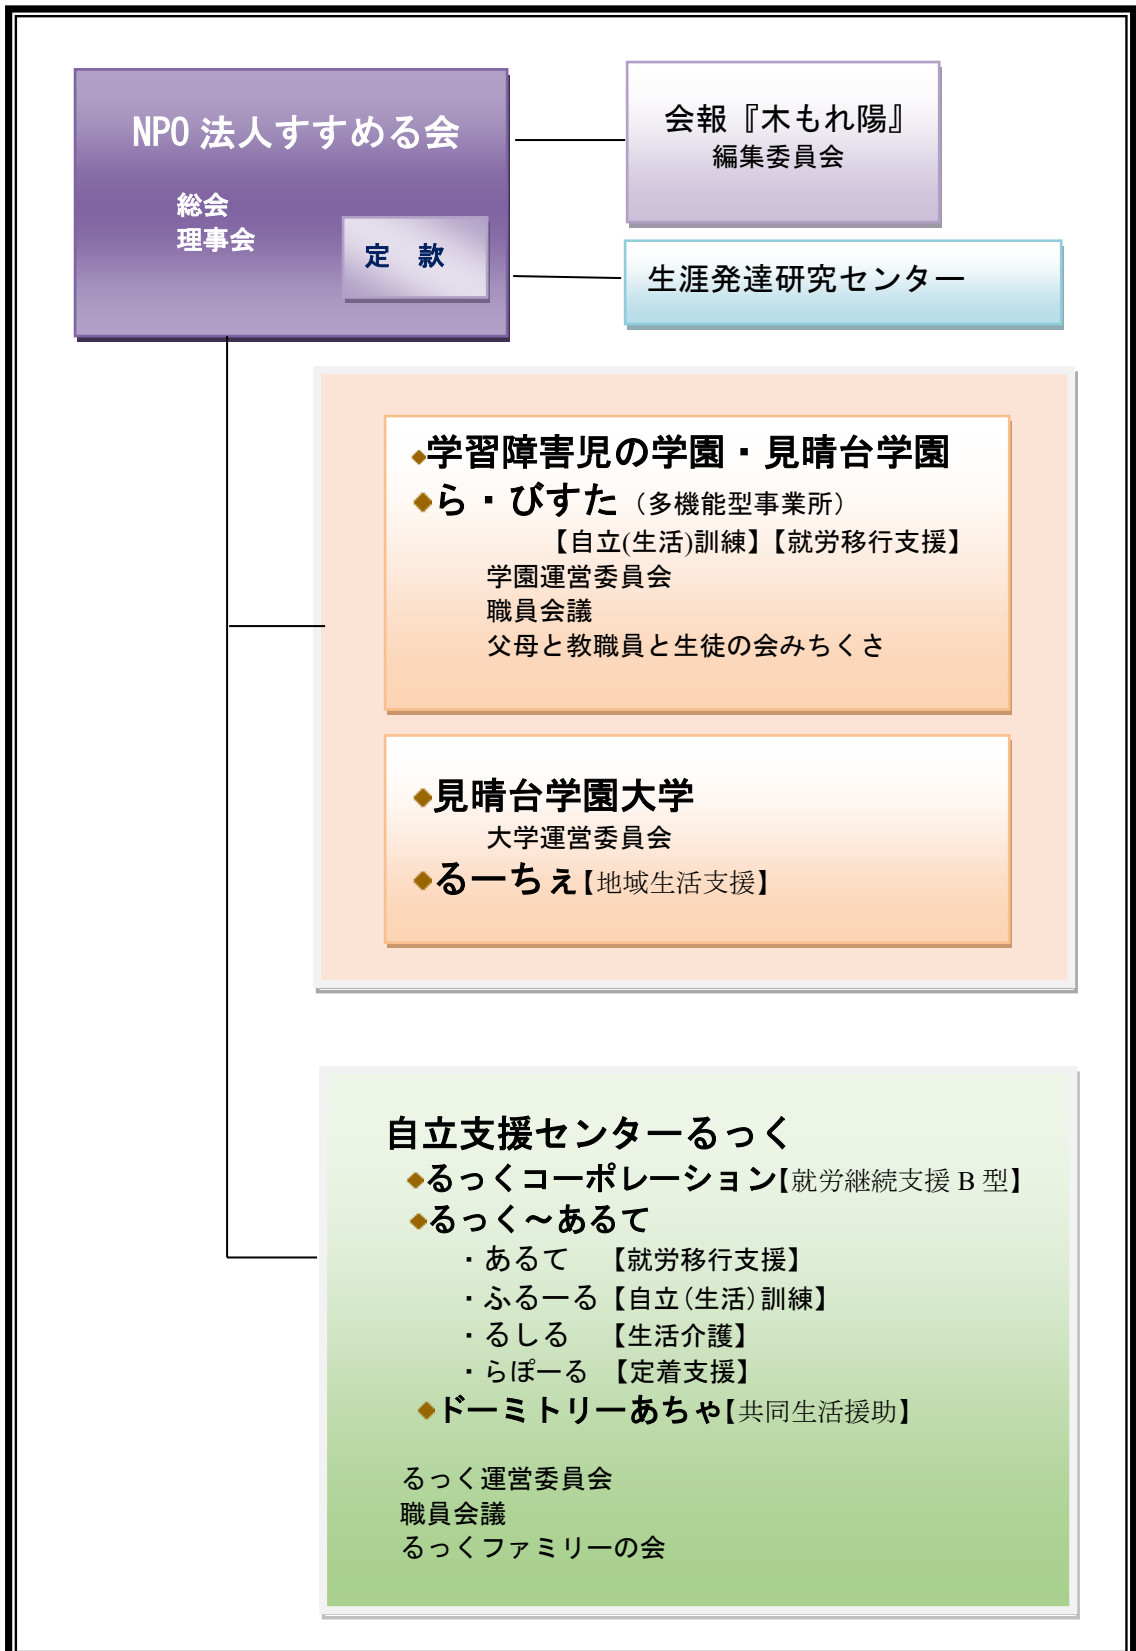 NPO 法人すすめる会
総会
理事会
定 款
会報『木もれ陽』
編集委員会
生涯発達研究センター
◆学習障害児の学園・見晴台学園
◆ら・びすた（多機能型事業所）
【自立(生活)訓練】【就労移行支援】
学園運営委員会
職員会議
父母と教職員と生徒の会みちくさ
◆見晴台学園大学
大学運営委員会
◆るーちぇ【地域生活支援】
自立支援センターるっく
◆るっくコーポレーション【就労継続支援 B 型】
◆るっく～あるて
・あるて 【就労移行支援】
・ふるーる【自立(生活)訓練】
・るしる 【生活介護】
・らぽーる 【定着支援】
◆ドーミトリーあちゃ【共同生活援助】
るっく運営委員会
職員会議
るっくファミリーの会